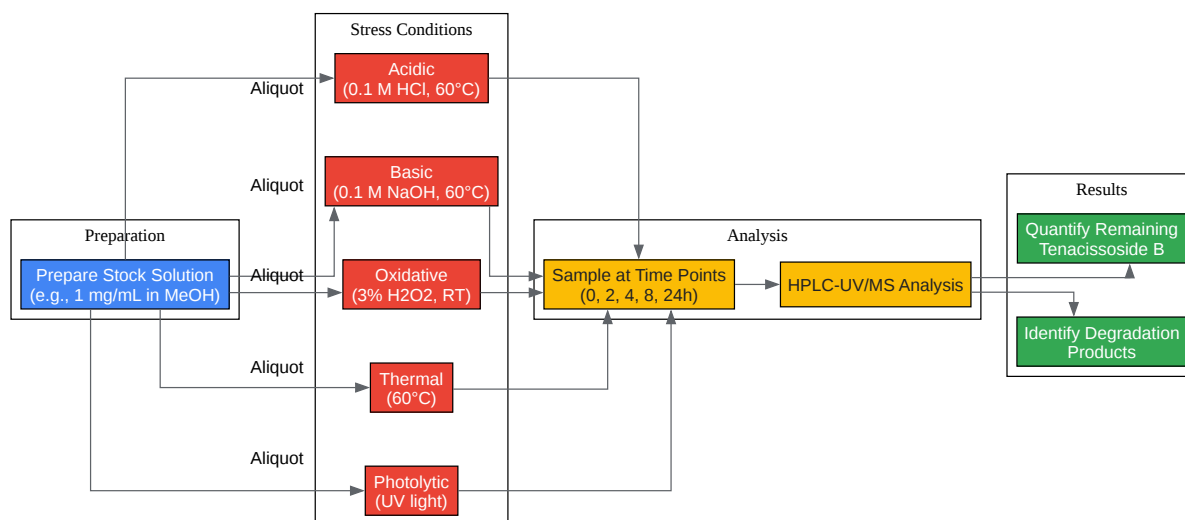 Stress Conditions
Acidic
(0.1 M HCl, 60°C)
Aliquot
Basic
(0.1 M NaOH, 60°C)
Aliquot
Preparation
Prepare Stock Solution
(e.g., 1 mg/mL in MeOH)
Aliquot
Oxidative
(3% H2O2, RT)
Aliquot
Thermal
(60°C)
Aliquot
Photolytic
(UV light)
Analysis
Sample at Time Points
(0, 2, 4, 8, 24h)
HPLC-UV/MS Analysis
Results
Quantify Remaining
Tenacissoside B
Identify Degradation
Products